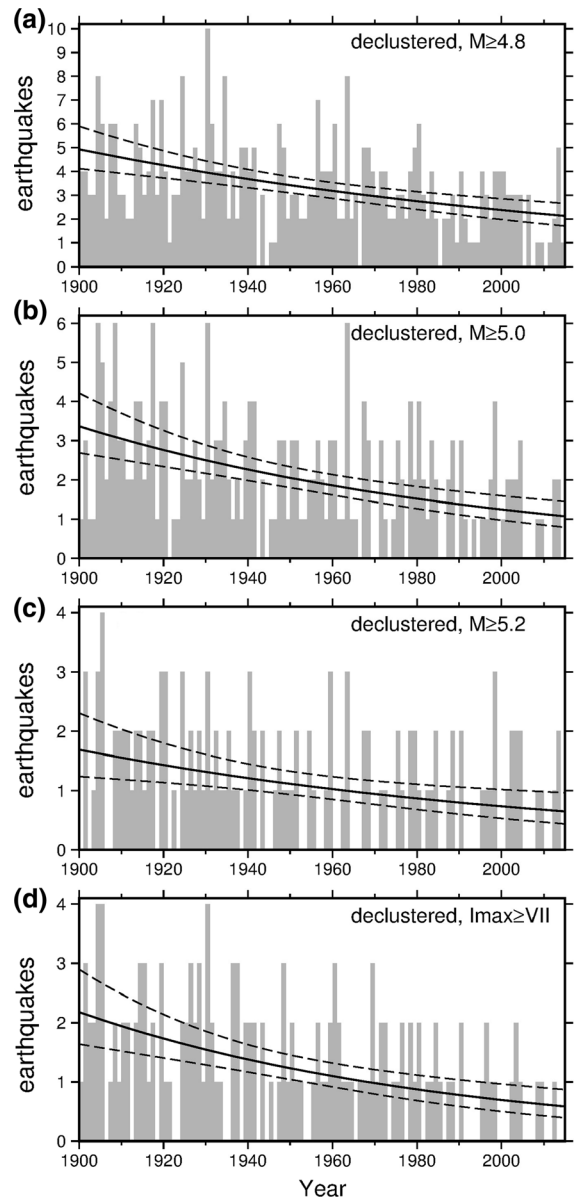 (a)
declustered, M≥4.8
earthquakes
10
9
8
7
6
5
4
3
2
1
0
1900 1920 1940 1960 1980 2000
(b)
declustered, M≥5.0
earthquakes
6
5
4
3
2
1
0
1900 1920 1940 1960 1980 2000
(c)
declustered, M≥5.2
earthquakes
4
3
2
1
0
1900 1920 1940 1960 1980 2000
(d)
declustered, Imax≥VII
earthquakes
4
3
2
1
0
1900 1920 1940 1960 1980 2000
Year